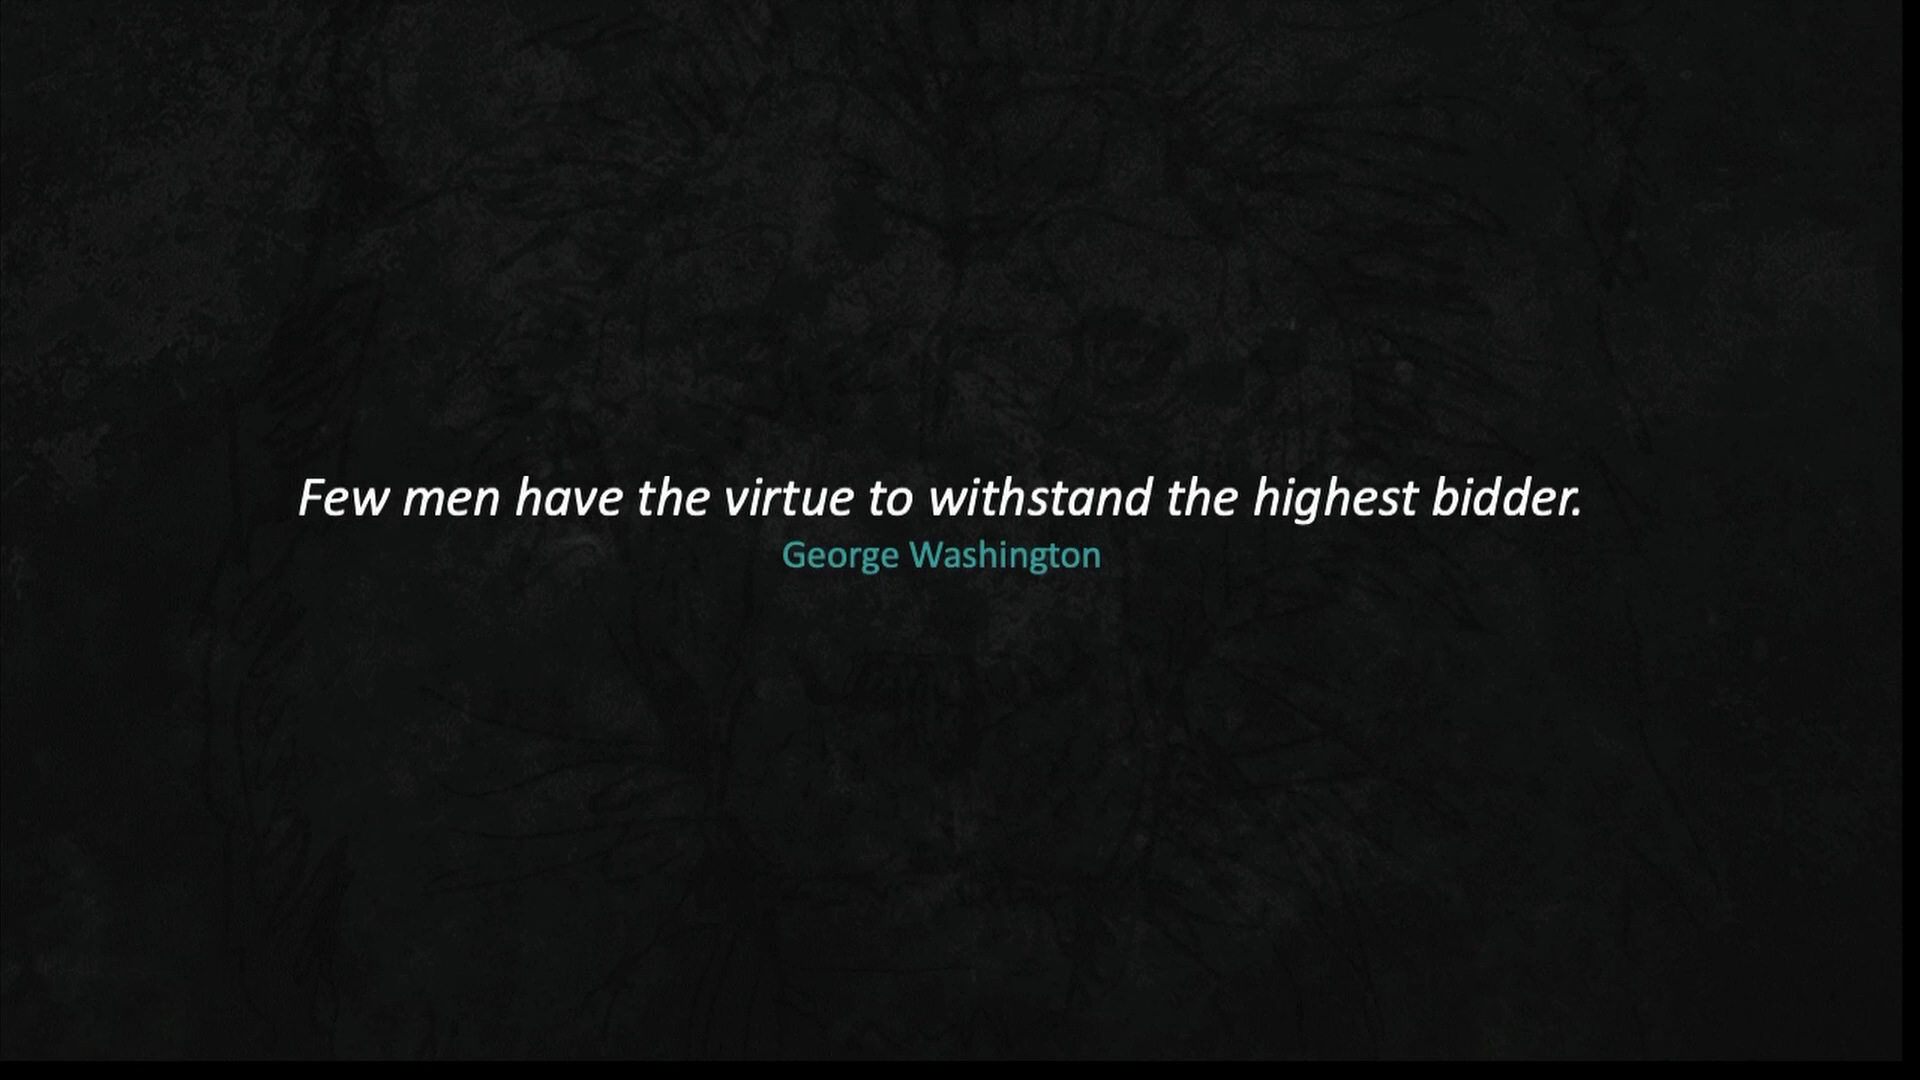 Few men have the virtue to withstand the highest bidder.
George Washington